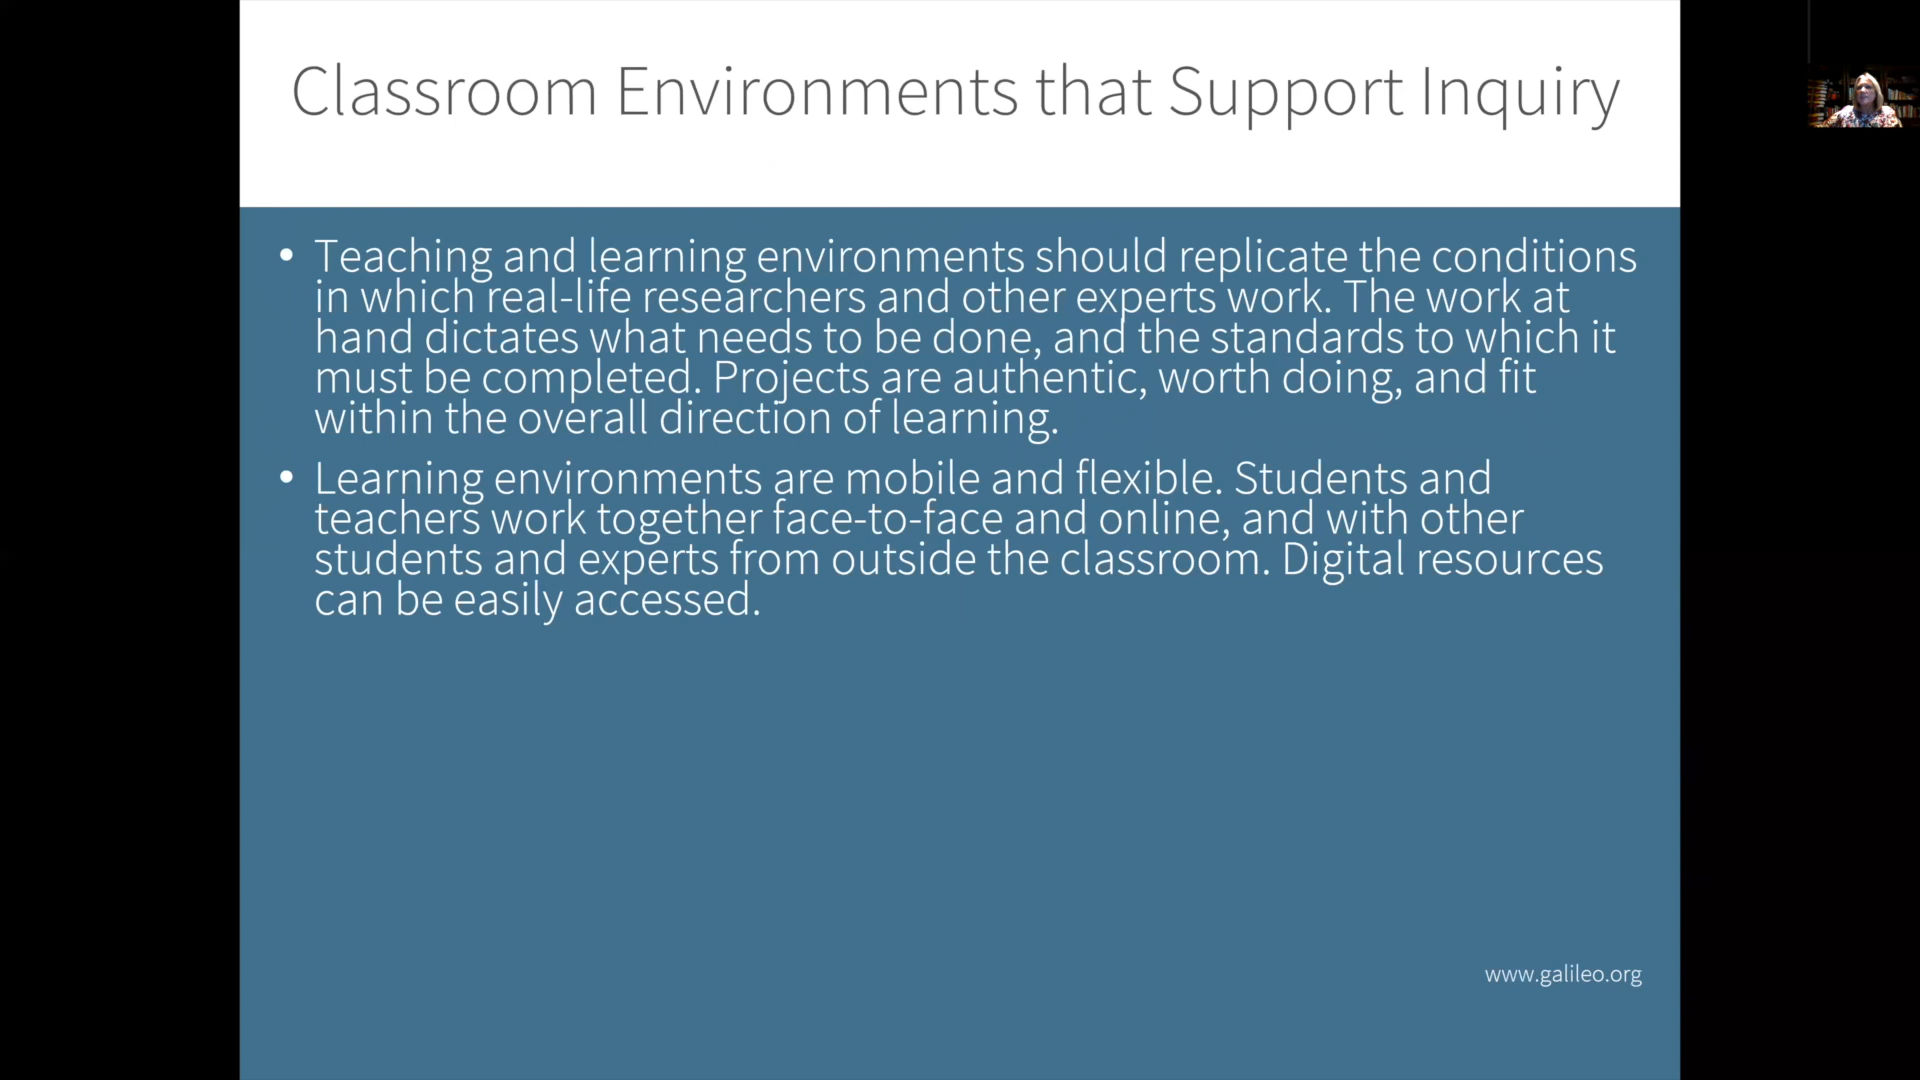 Classroom Environments that Support Inquiry
• Teaching and learning environments should replicate the conditions
in which real-life researchers and other experts work. The work at
hand dictates what needs to be done, and the standards to which it
must be completed. Projects are authentic, worth doing, and fit
within the overall direction of learning.
• Learning environments are mobile and flexible. Students and
teachers work together face-to-face and online, and with other
students and experts from outside the classroom. Digital resources
can be easily accessed.
www.galileo.org